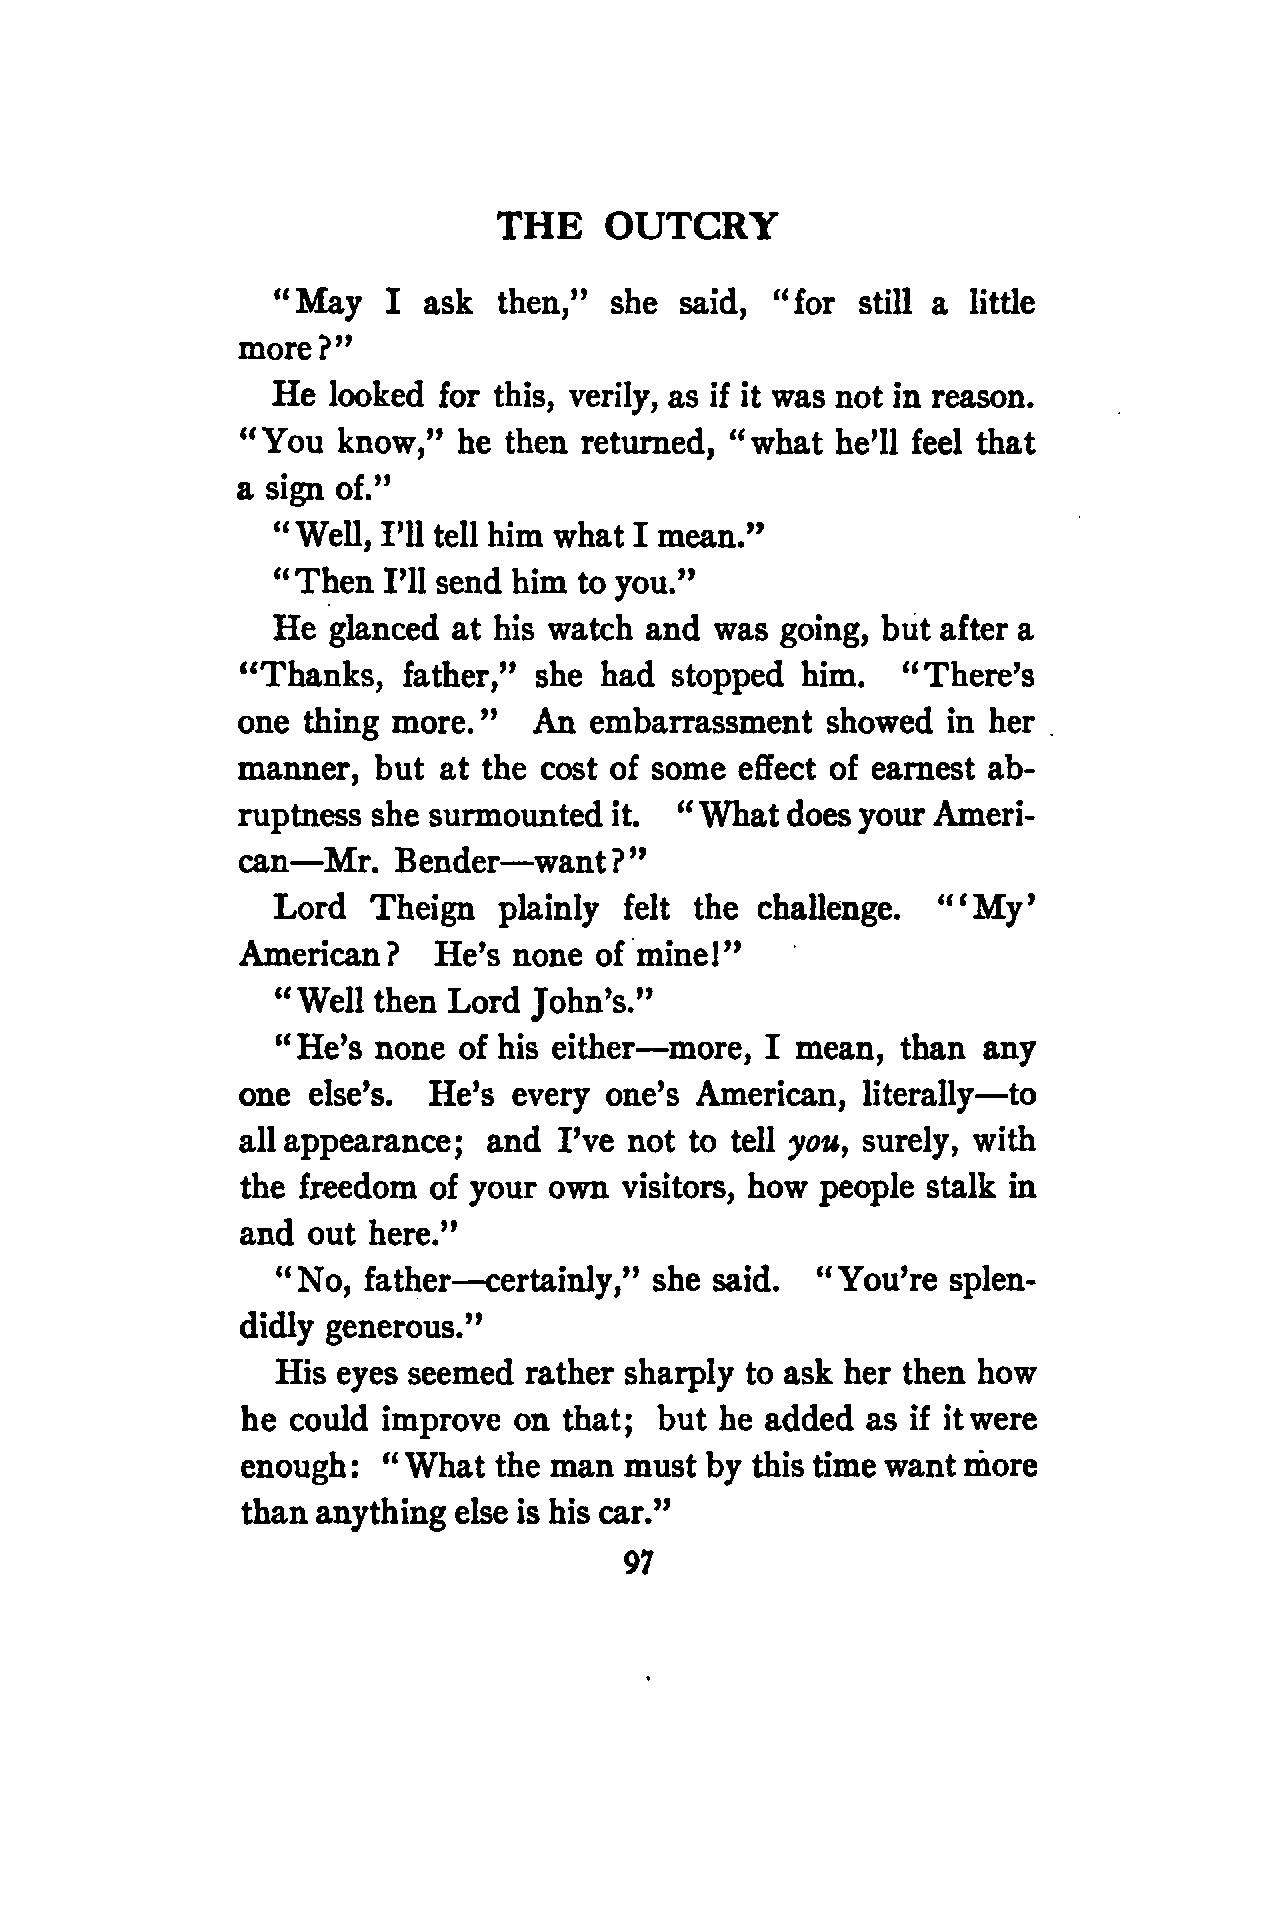 THE OUTCRY
"May I ask then," she said, "for still a little
more?"
He looked for this, verily, as if it was not in reason.
"You know," he then returned, "what he'll feel that
a sign of."
"Well, I'll tell him what I mean."
"Then I'll send him to you."
He glanced at his watch and was going, but after a
"Thanks, father," she had stopped him. "There's
one thing more." An embarrassment showed in her
manner, but at the cost of some effect of earnest ab-
ruptness she surmounted it. "What does your Ameri-
can—Mr. Bender—want?"
Lord Theign plainly felt the challenge. "'My'
American? He's none of mine!"
"Well then Lord John's."
"He's none of his either—more, I mean, than any
one else's. He's every one's American, literally—to
all appearance; and I've not to tell you, surely, with
the freedom of your own visitors, how people stalk in
and out here."
"No, father—certainly," she said. "You're splen-
didly generous."
His eyes seemed rather sharply to ask her then how
he could improve on that; but he added as if it were
enough: "What the man must by this time want more
than anything else is his car."
97